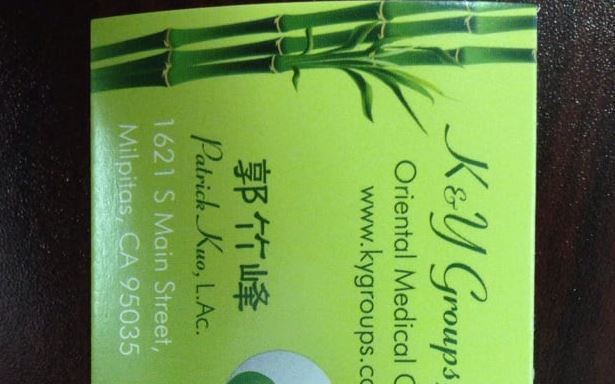 K&Y Groups
Oriental Medical
www.kygroups.co
郭竹峰
Patrick Kuo, L.Ac.
1621 S Main Street,
Milpitas, CA 95035